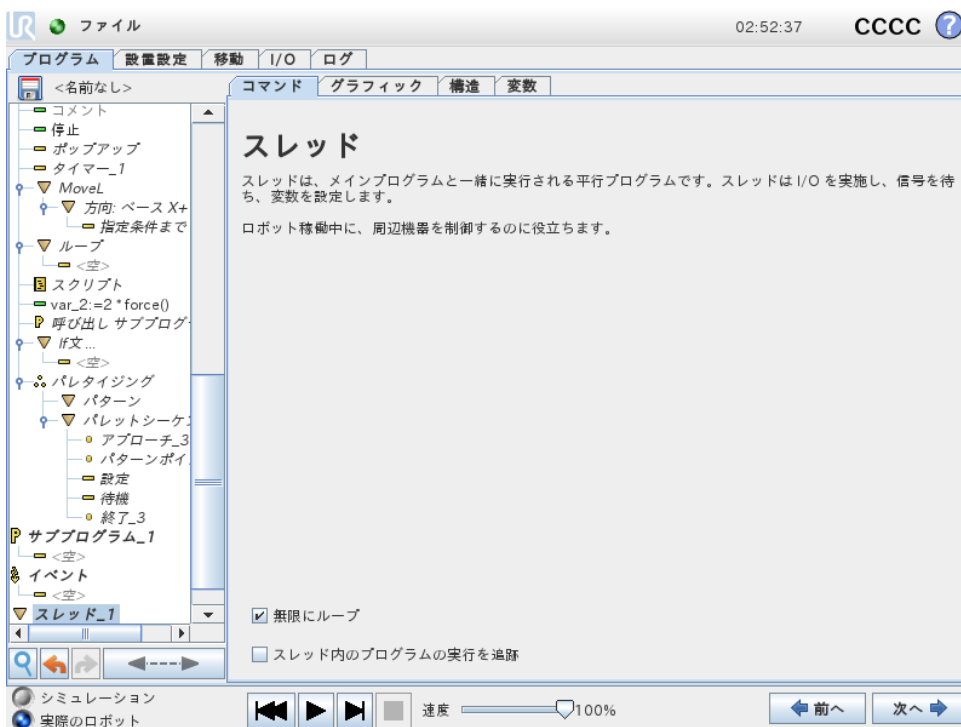 UR ファイル 02:52:37 CCCC ?
プログラム 設置設定 移動 I/O ログ
<名前なし>
コマンド グラフィック 構造 変数
コメント
停止
ポップアップ
タイマー_1
MoveL
方向: ベース X+
指定条件まで
ループ
<空>
スクリプト
var_2:=2 * force()
呼び出し サブプログ
If文 ...
<空>
パレタイジング
パターン
パレットシーケン
アプローチ_3
パターンポイ
設定
待機
終了_3
サブプログラム_1
<空>
イベント
<空>
スレッド_1
スレッド
スレッドは、メインプログラムと一緒に実行される平行プログラムです。スレッドは I/O を実施し、信号を待
ち、変数を設定します。
ロボット稼働中に、周辺機器を制御するのに役立ちます。
無限にループ
スレッド内のプログラムの実行を追跡
シミュレーション
実際のロボット
速度 100%
前へ 次へ